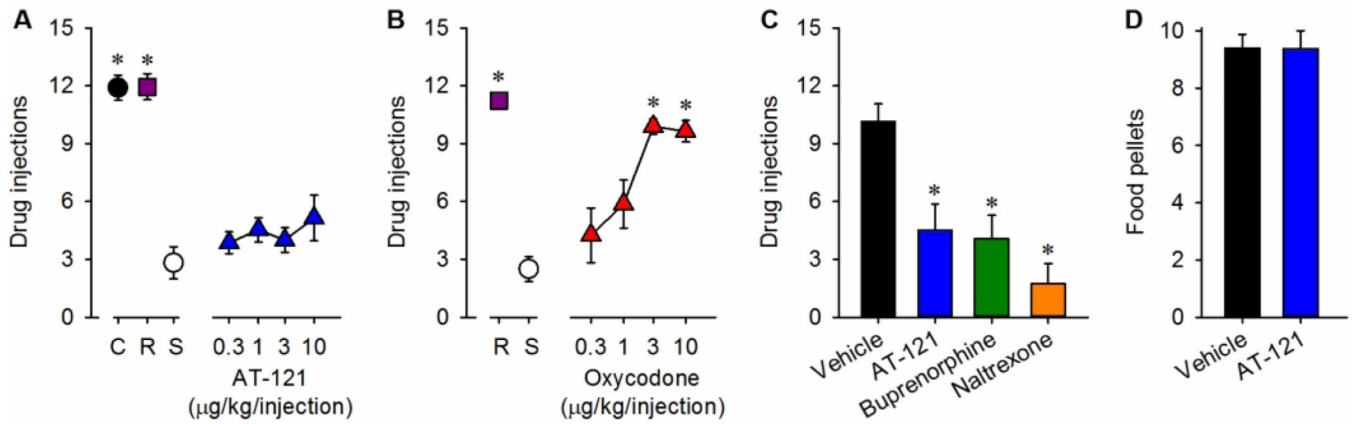 A
Drug injections
15
12
9
6
3
0
* *
C R S 0.3 1 3 10
AT-121
(μg/kg/injection)
B
Drug injections
15
12
9
6
3
0
* * *
R S 0.3 1 3 10
Oxycodone
(μg/kg/injection)
C
Drug injections
15
12
9
6
3
0
* * *
Vehicle
AT-121
Buprenorphine
Naltrexone
D
Food pellets
10
8
6
4
2
0
Vehicle
AT-121